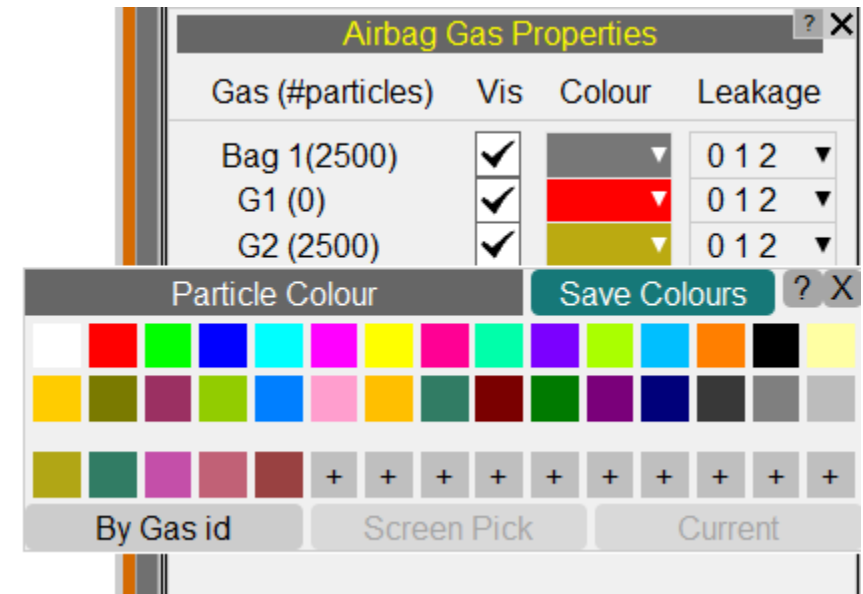 Airbag Gas Properties ? X
Gas (#particles) Vis Colour Leakage
Bag 1(2500) 0 1 2
G1 (0) 0 1 2
G2 (2500) 0 1 2
Particle Colour Save Colours ? X
+ + + + + + + + + +
By Gas id Screen Pick Current